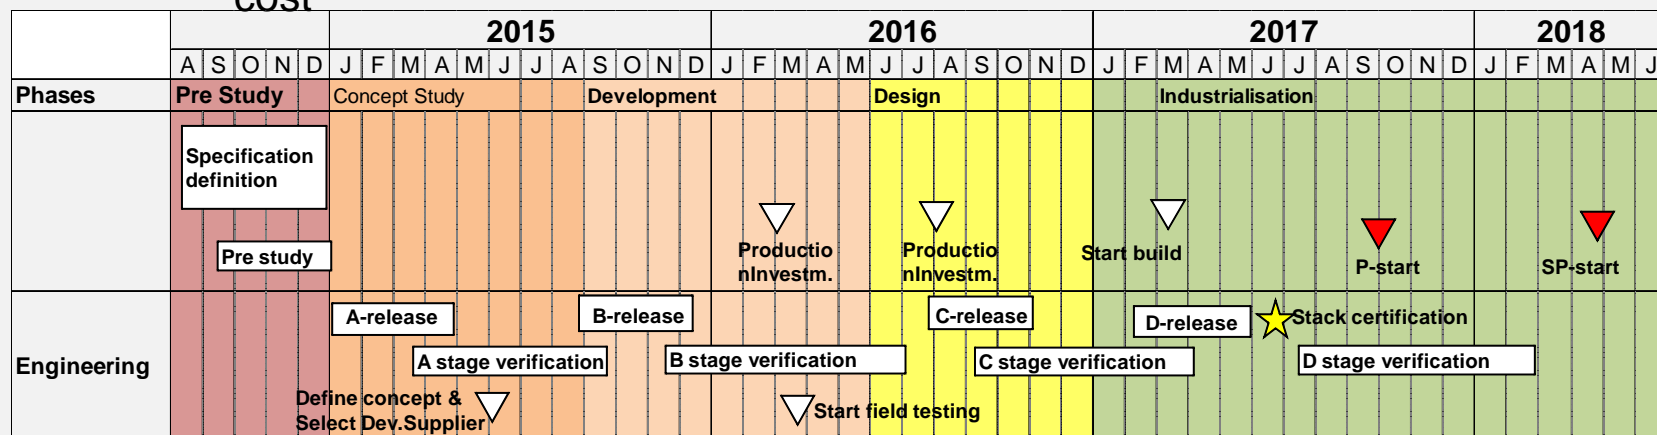 cost
2015 2016 2017 2018
A S O N D J F M A M J J A S O N D J F M A M J J A S O N D J F M A M J J A S O N D J F M A M J
Phases Pre Study Concept Study Development Design Industrialisation
Specification
definition
Pre study
Productio
nInvestm.
Productio
nInvestm.
Start build
P-start
SP-start
Engineering
A-release
B-release
C-release
D-release
Stack certification
A stage verification
B stage verification
C stage verification
D stage verification
Define concept &
Select Dev.Supplier
Start field testing